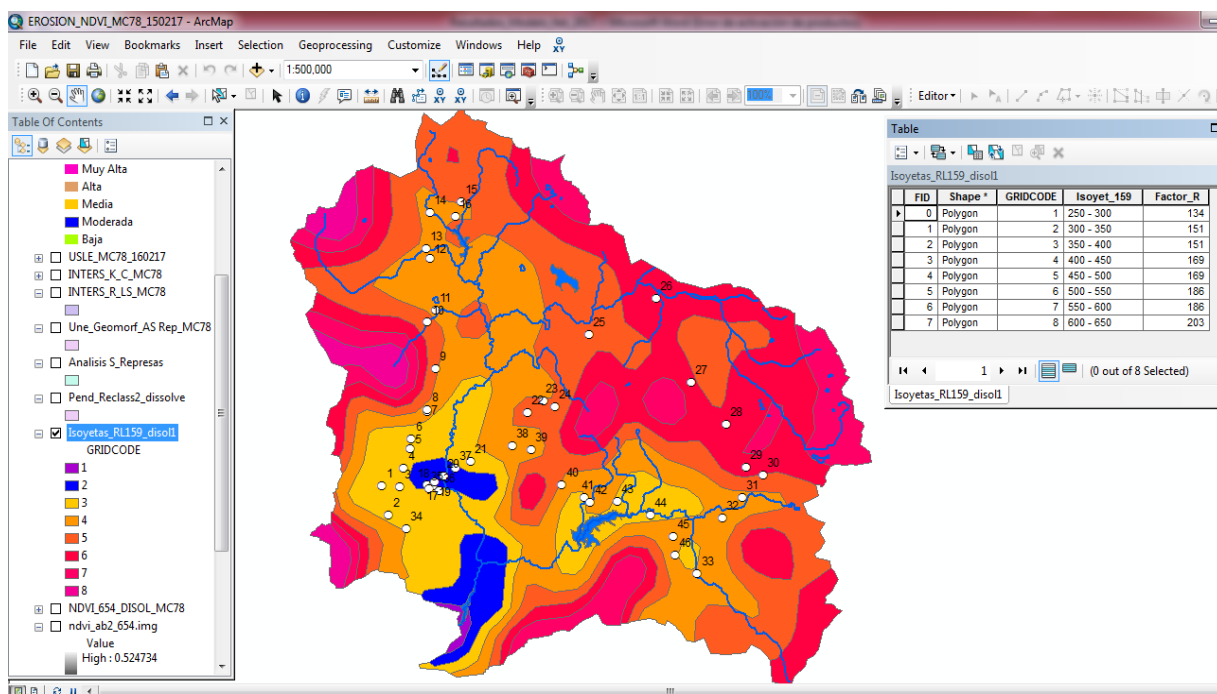 EROSION_NDVI_MC78_150217 - ArcMap
File Edit View Bookmarks Insert Selection Geoprocessing Customize Windows Help
1:500,000
100%
Editor
Table Of Contents
Muy Alta
Alta
Media
Moderada
Baja
USLE_MC78_160217
INTERS_K_C_MC78
INTERS_R_LS_MC78
Une_Geomorf_AS Rep_MC78
Analisis S_Represas
Pend_Reclass2_dissolve
Isoyetas_RL159_disol1
GRIDCODE
1
2
3
4
5
6
7
8
NDVI_654_DISOL_MC78
ndvi_ab2_654.img
Value
High : 0.524734
15
14
16
13
12
26
11
10
25
9
27
23
8
22
24
7
28
6
5
38
39
21
37
4
20
29
30
1
3
18
40
31
41
42
43
2
17
19
44
32
34
45
46
33
Table
Isoyetas_RL159_disol1
FID Shape * GRIDCODE Isoyet_159 Factor_R
0 Polygon 1 250 - 300 134
1 Polygon 2 300 - 350 151
2 Polygon 3 350 - 400 151
3 Polygon 4 400 - 450 169
4 Polygon 5 450 - 500 169
5 Polygon 6 500 - 550 186
6 Polygon 7 550 - 600 186
7 Polygon 8 600 - 650 203
1 (0 out of 8 Selected)
Isoyetas_RL159_disol1